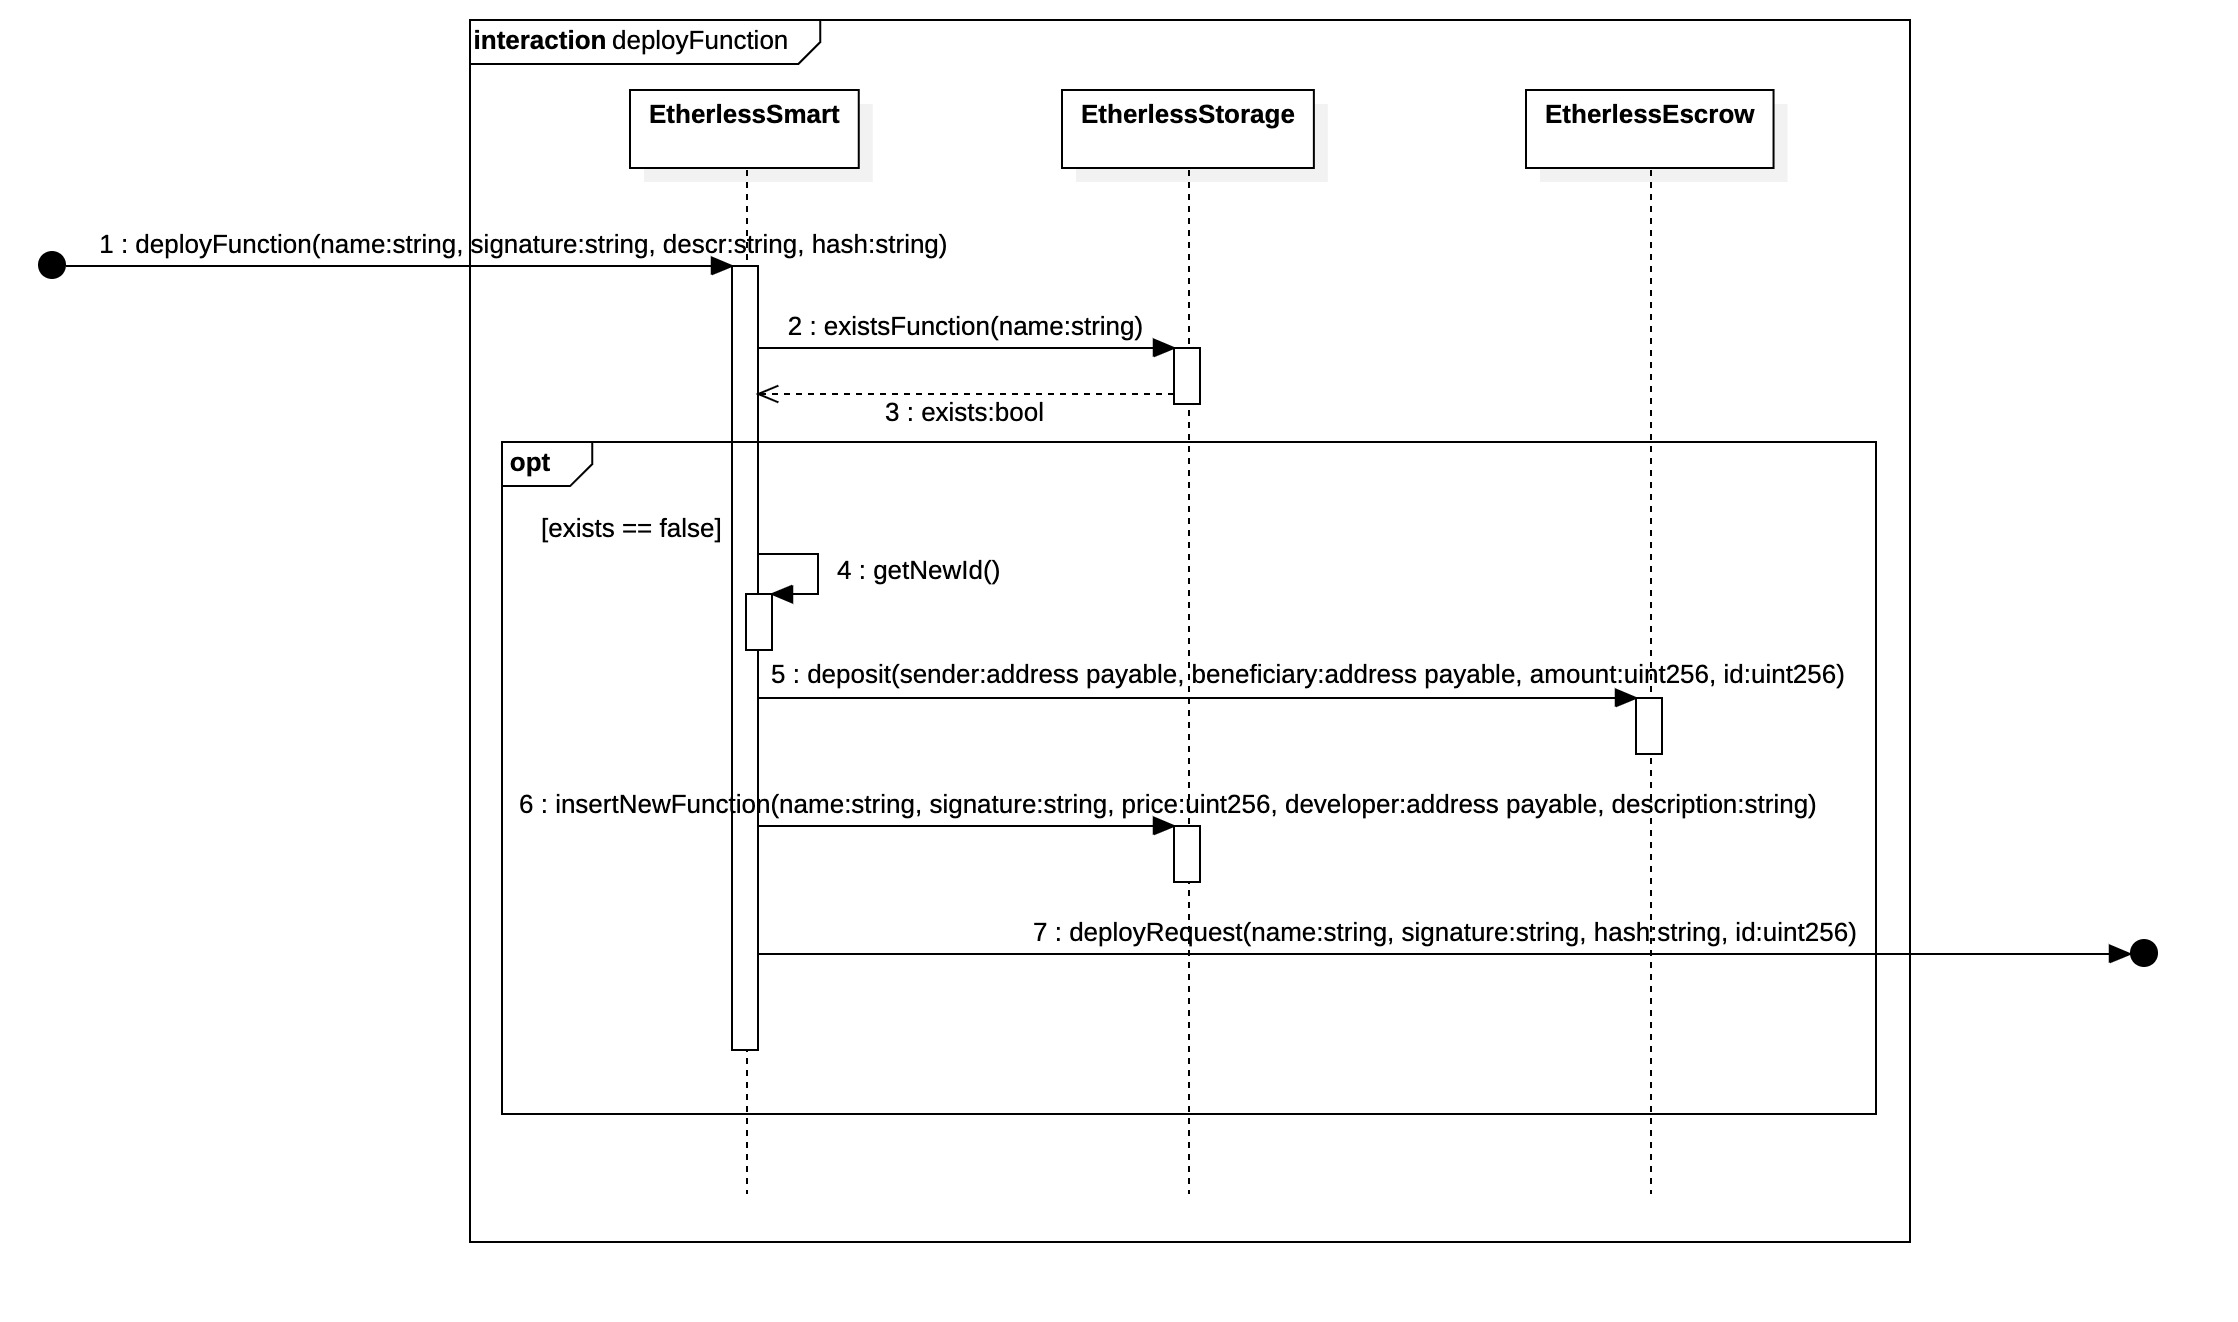 interaction deployFunction
EtherlessSmart
EtherlessStorage
EtherlessEscrow
1 : deployFunction(name:string, signature:string, descr:string, hash:string)
2 : existsFunction(name:string)
3 : exists:bool
opt
[exists == false]
4 : getNewId()
5 : deposit(sender:address payable, beneficiary:address payable, amount:uint256, id:uint256)
6 : insertNewFunction(name:string, signature:string, price:uint256, developer:address payable, description:string)
7 : deployRequest(name:string, signature:string, hash:string, id:uint256)